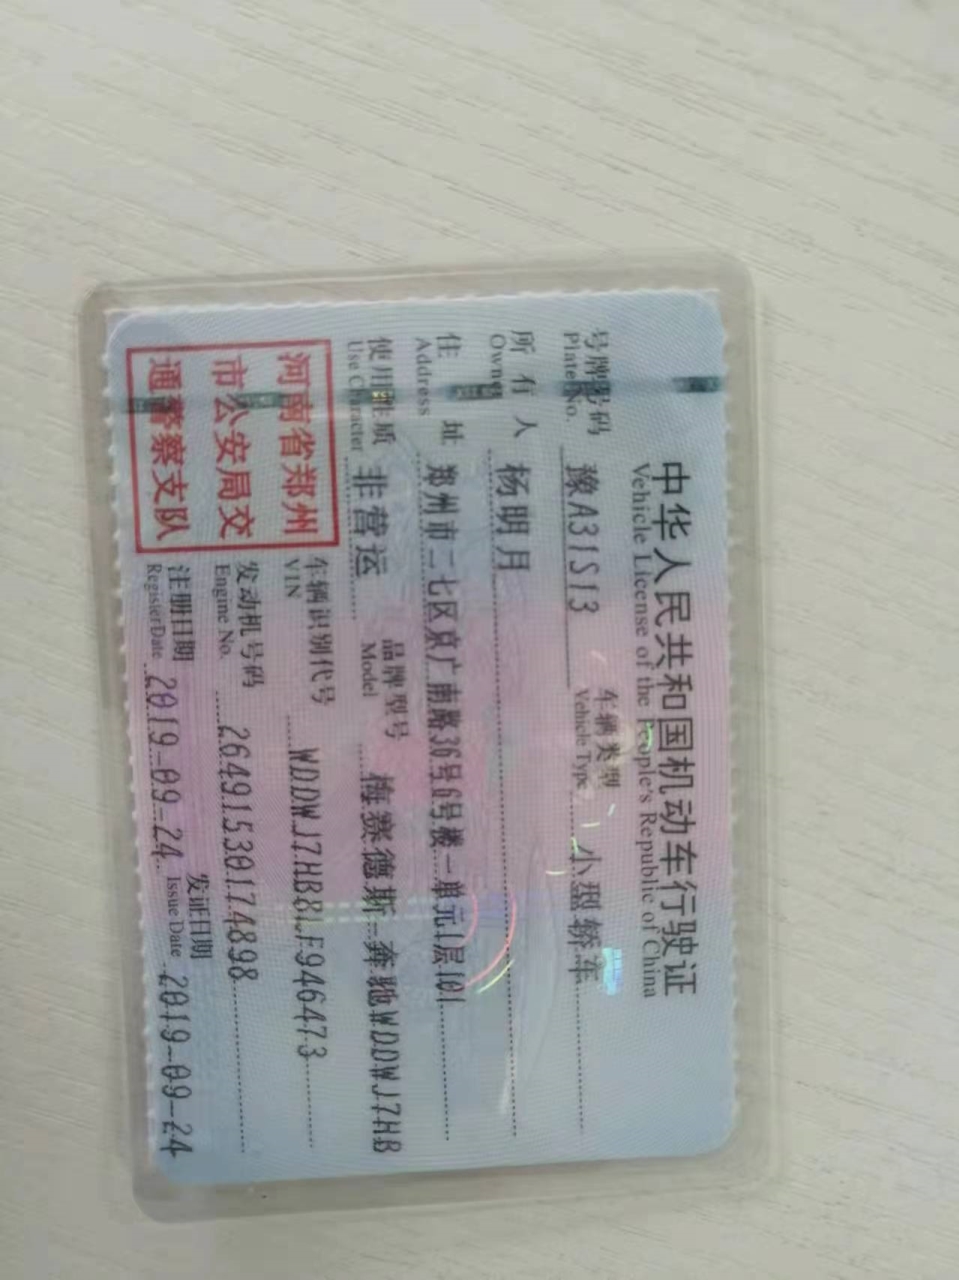 中华人民共和国机动车行驶证
Vehicle License of the People's Republic of China
号牌号码 豫A31S13 车辆类型 小型轿车
Plate No. Vehicle Type
所有人 杨明月
Owner
住址 郑州市二七区京广南路36号6号楼一单元1层101
Address
使用性质 非营运 品牌型号 梅赛德斯-奔驰WDDWJ7HB
Use Character Model
河南省郑州
市公安局交
通警察支队
车辆识别代号 WDDWJ7HB8LF946473
VIN
发动机号码 26491530174898
Engine No.
注册日期 2019-09-24 发证日期 2019-09-24
Register Date Issue Date